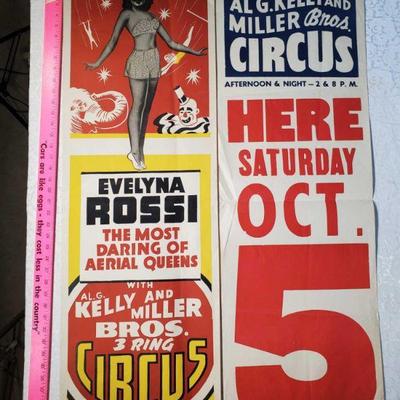 "Cars are like eggs - they cost less in the country"
EVELYNA
ROSSI
THE MOST
DARING OF
AERIAL QUEENS
WITH
AL.G.
KELLY AND
MILLER
BROS.
3 RING
CIRCUS
AL.G.KELLY AND
MILLER Bros.
CIRCUS
AFTERNOON & NIGHT — 2 & 8 P. M.
HERE
SATURDAY
OCT.
5